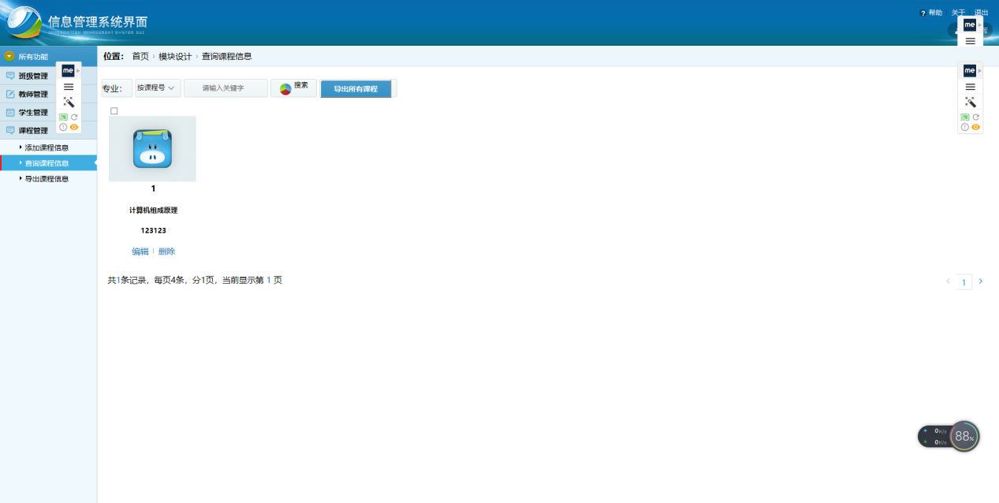 信息管理系统界面
INFORMATION MANAGEMENT SYSTEM GUI
? 帮助 关于 退出
me
me
me
所有功能
班级管理
教师管理
学生管理
课程管理
添加课程信息
查询课程信息
导出课程信息
位置： 首页 › 模块设计 › 查询课程信息
专业： 按课程号 请输入关键字 搜索 导出所有课程
1
计算机组成原理
123123
编辑 | 删除
共1条记录，每页4条，分1页，当前显示第 1 页
< 1 >
0K/s
0K/s
88%